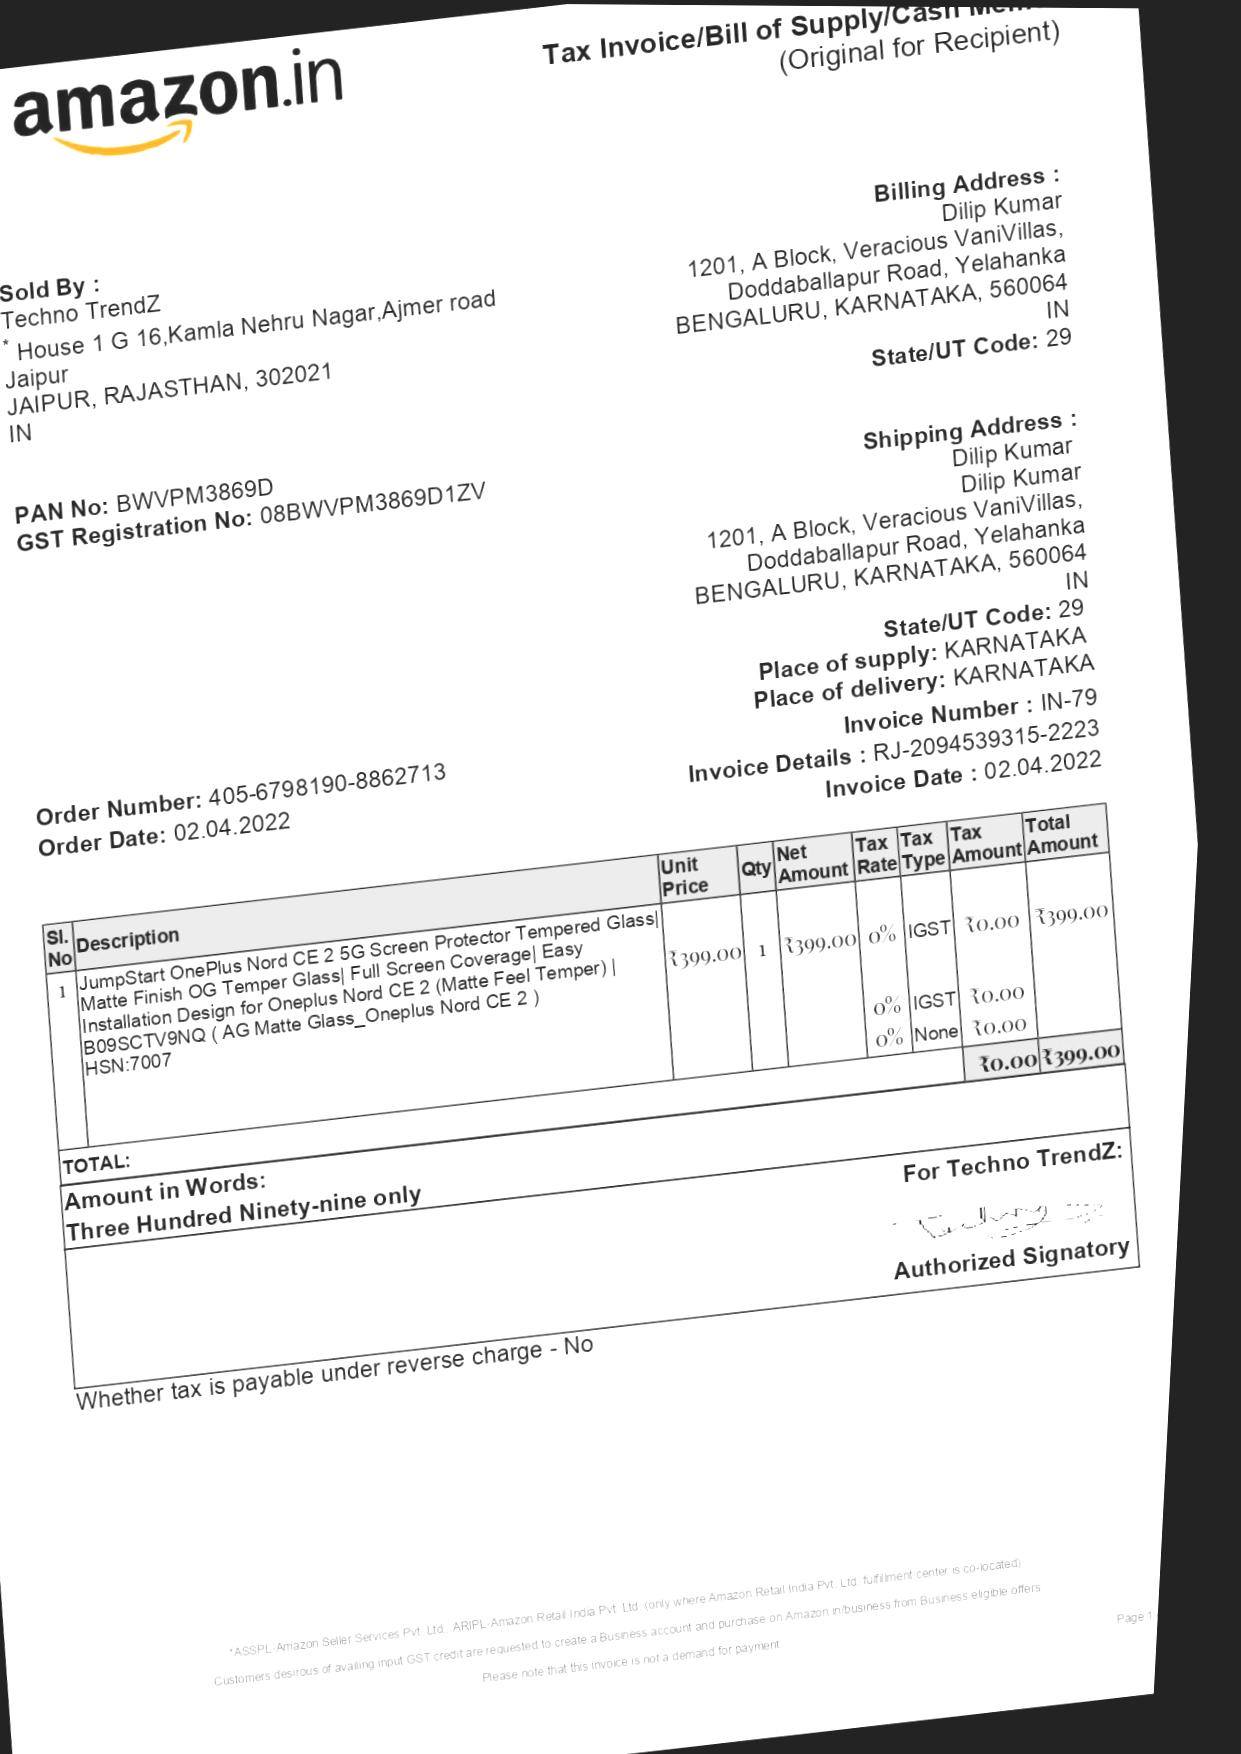 amazon.in
Tax Invoice/Bill of Supply/Cash
(Original for Recipient)
Sold By :
Techno TrendZ
* House 1 G 16,Kamla Nehru Nagar,Ajmer road
Jaipur
JAIPUR, RAJASTHAN, 302021
IN
PAN No: BWVPM3869D
GST Registration No: 08BWVPM3869D1ZV
Billing Address :
Dilip Kumar
1201, A Block, Veracious VaniVillas,
Doddaballapur Road, Yelahanka
BENGALURU, KARNATAKA, 560064
IN
State/UT Code: 29
Shipping Address :
Dilip Kumar
Dilip Kumar
1201, A Block, Veracious VaniVillas,
Doddaballapur Road, Yelahanka
BENGALURU, KARNATAKA, 560064
IN
State/UT Code: 29
Place of supply: KARNATAKA
Place of delivery: KARNATAKA
Invoice Number : IN-79
Invoice Details : RJ-2094539315-2223
Invoice Date : 02.04.2022
Order Number: 405-6798190-8862713
Order Date: 02.04.2022
Sl. No Description Unit Price Qty Net Amount Tax Rate Tax Type Tax Amount Total Amount
1 JumpStart OnePlus Nord CE 2 5G Screen Protector Tempered Glass| ₹399.00 1 ₹399.00 0% IGST ₹0.00 ₹399.00
Matte Finish OG Temper Glass| Full Screen Coverage| Easy
Installation Design for Oneplus Nord CE 2 (Matte Feel Temper) |
B09SCTV9NQ ( AG Matte Glass_Oneplus Nord CE 2 )
HSN:7007
0% IGST ₹0.00
0% None ₹0.00
TOTAL: ₹0.00 ₹399.00
Amount in Words:
Three Hundred Ninety-nine only
For Techno TrendZ:
Authorized Signatory
Whether tax is payable under reverse charge - No
*ASSPL-Amazon Seller Services Pvt. Ltd., ARIPL-Amazon Retail India Pvt. Ltd. (only where Amazon Retail India Pvt. Ltd. fulfillment center is co-located)
Customers desirous of availing input GST credit are requested to create a Business account and purchase on Amazon.in/business from Business eligible offers
Please note that this invoice is not a demand for payment
Page 1